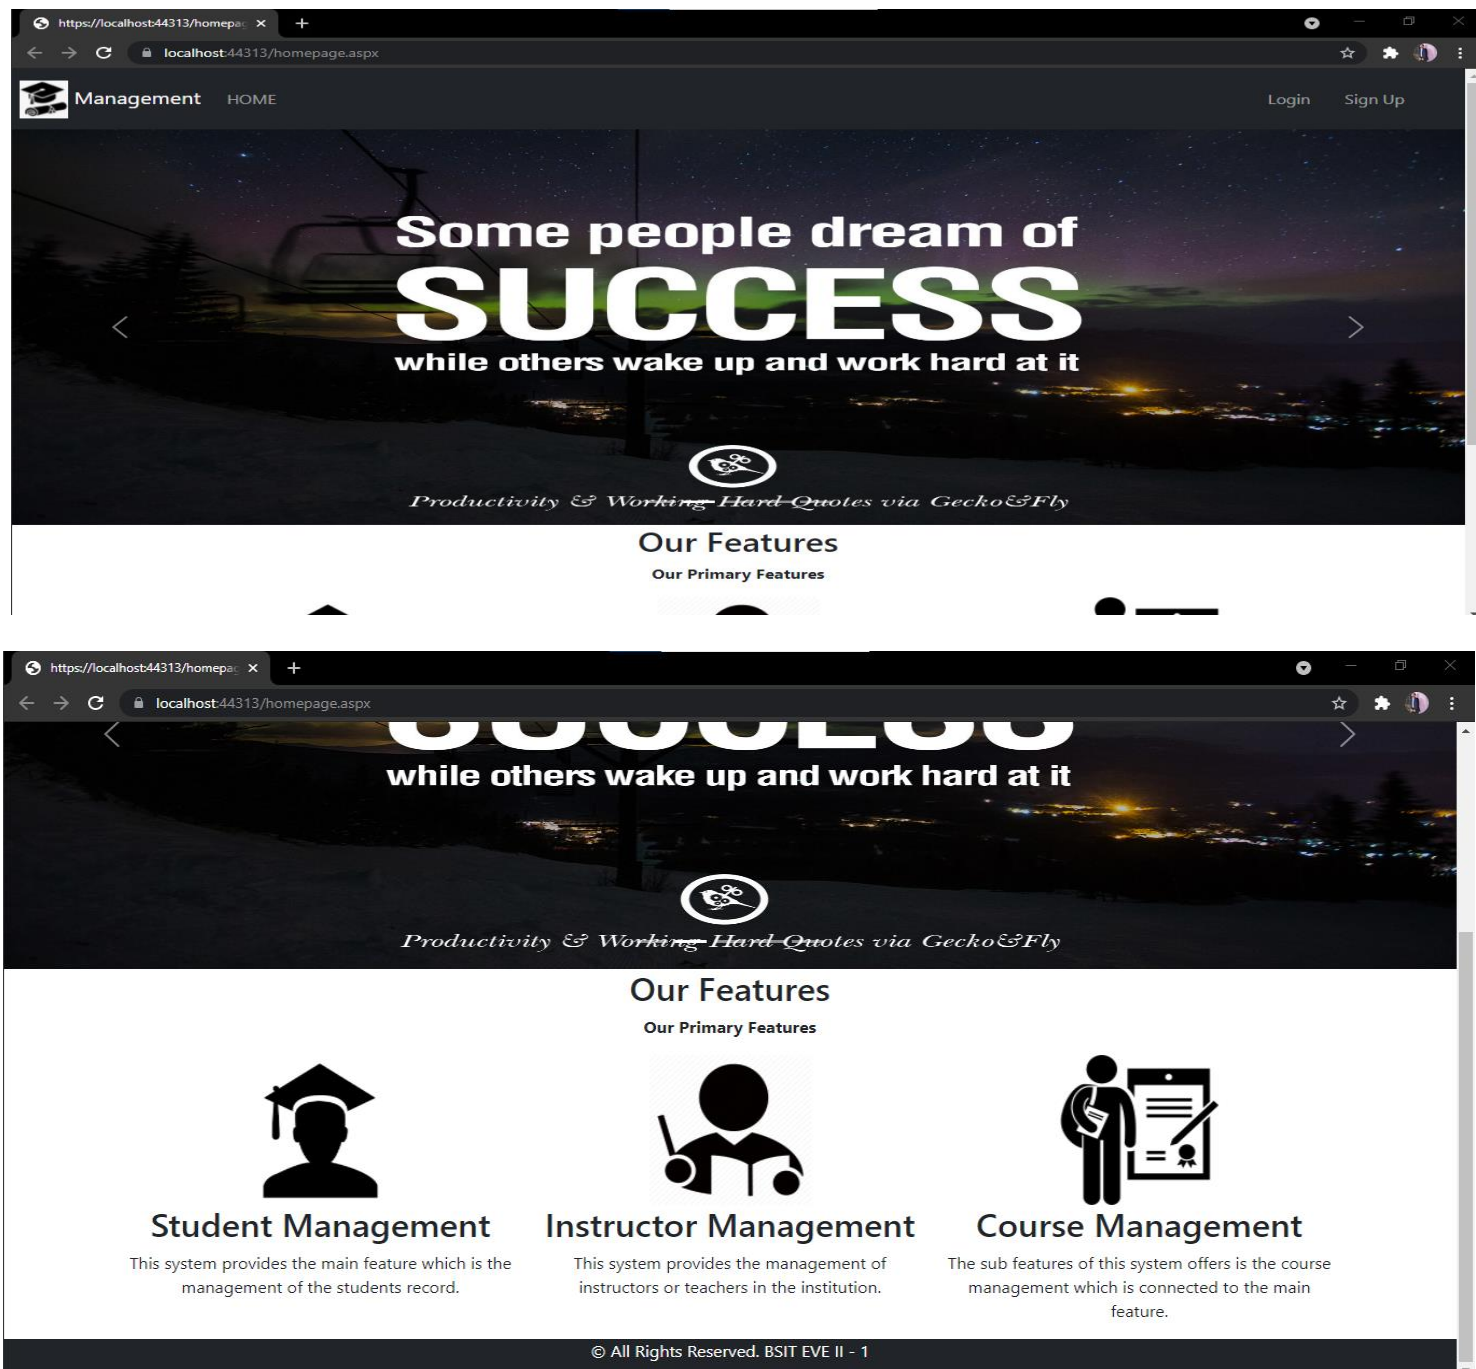 https://localhost:44313/homepag
localhost:44313/homepage.aspx
Management HOME Login Sign Up
Some people dream of
SUCCESS
while others wake up and work hard at it
Productivity & Working Hard Quotes via Gecko&Fly
Our Features
Our Primary Features
https://localhost:44313/homepag
localhost:44313/homepage.aspx
SUCCESS
while others wake up and work hard at it
Productivity & Working Hard Quotes via Gecko&Fly
Our Features
Our Primary Features
Student Management
This system provides the main feature which is the
management of the students record.
Instructor Management
This system provides the management of
instructors or teachers in the institution.
Course Management
The sub features of this system offers is the course
management which is connected to the main
feature.
© All Rights Reserved. BSIT EVE II - 1